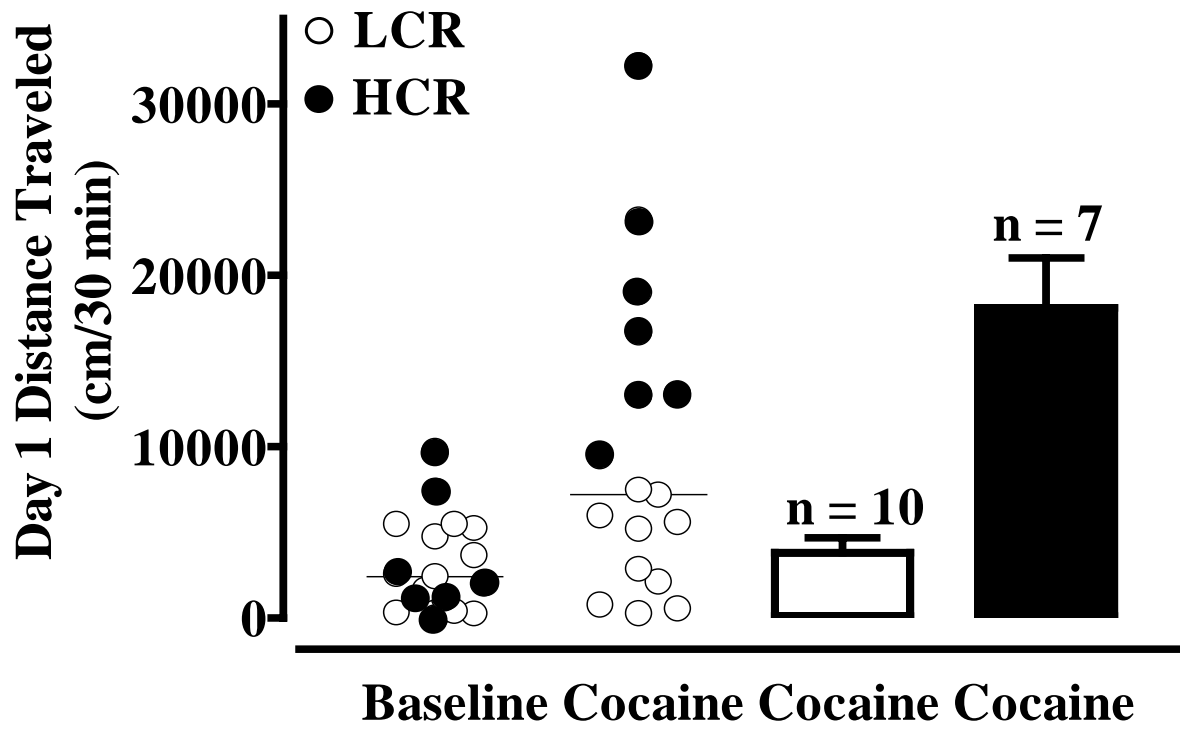 Day 1 Distance Traveled
(cm/30 min)
LCR
HCR
30000
20000
10000
0
n = 10
n = 7
Baseline Cocaine Cocaine Cocaine